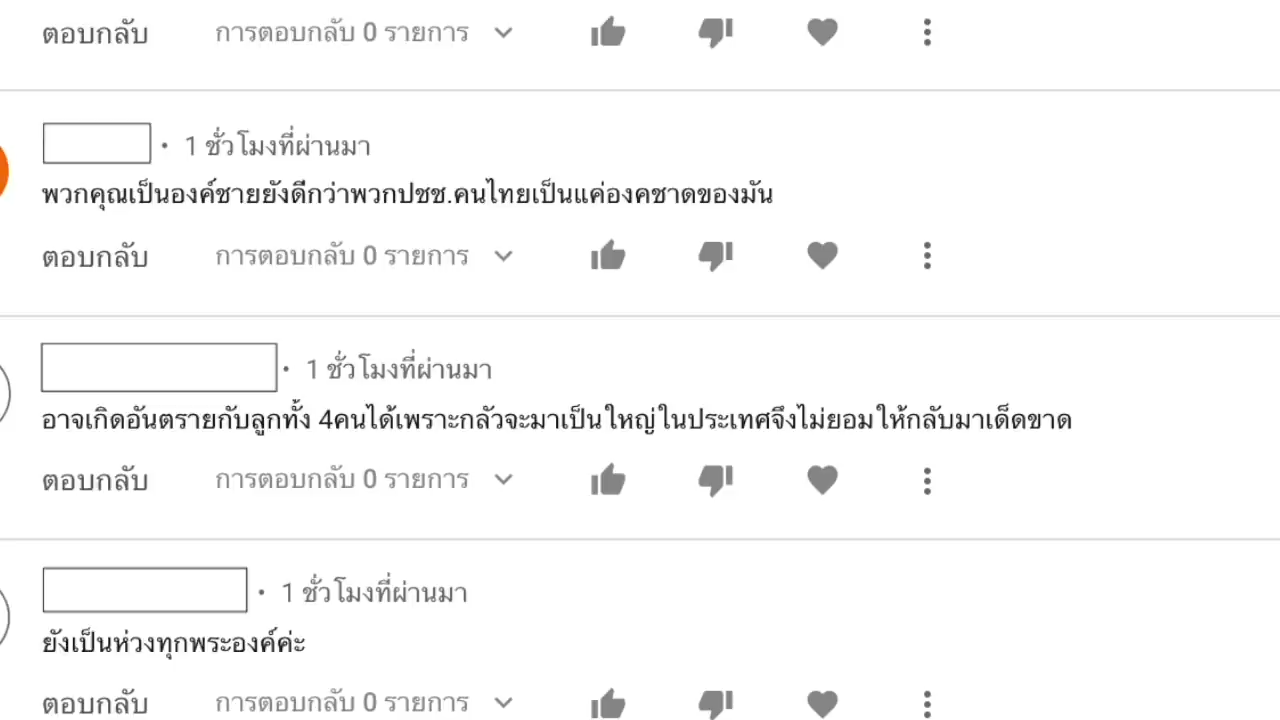 ตอบกลับ การตอบกลับ 0 รายการ
• 1 ชั่วโมงที่ผ่านมา
พวกคุณเป็นองค์ชายยังดีกว่าพวกปชช.คนไทยเป็นแค่องคชาดของมัน
ตอบกลับ การตอบกลับ 0 รายการ
• 1 ชั่วโมงที่ผ่านมา
อาจเกิดอันตรายกับลูกทั้ง 4คนได้เพราะกลัวจะมาเป็นใหญ่ในประเทศจึงไม่ยอมให้กลับมาเด็ดขาด
ตอบกลับ การตอบกลับ 0 รายการ
• 1 ชั่วโมงที่ผ่านมา
ยังเป็นห่วงทุกพระองค์ค่ะ
ตอบกลับ การตอบกลับ 0 รายการ